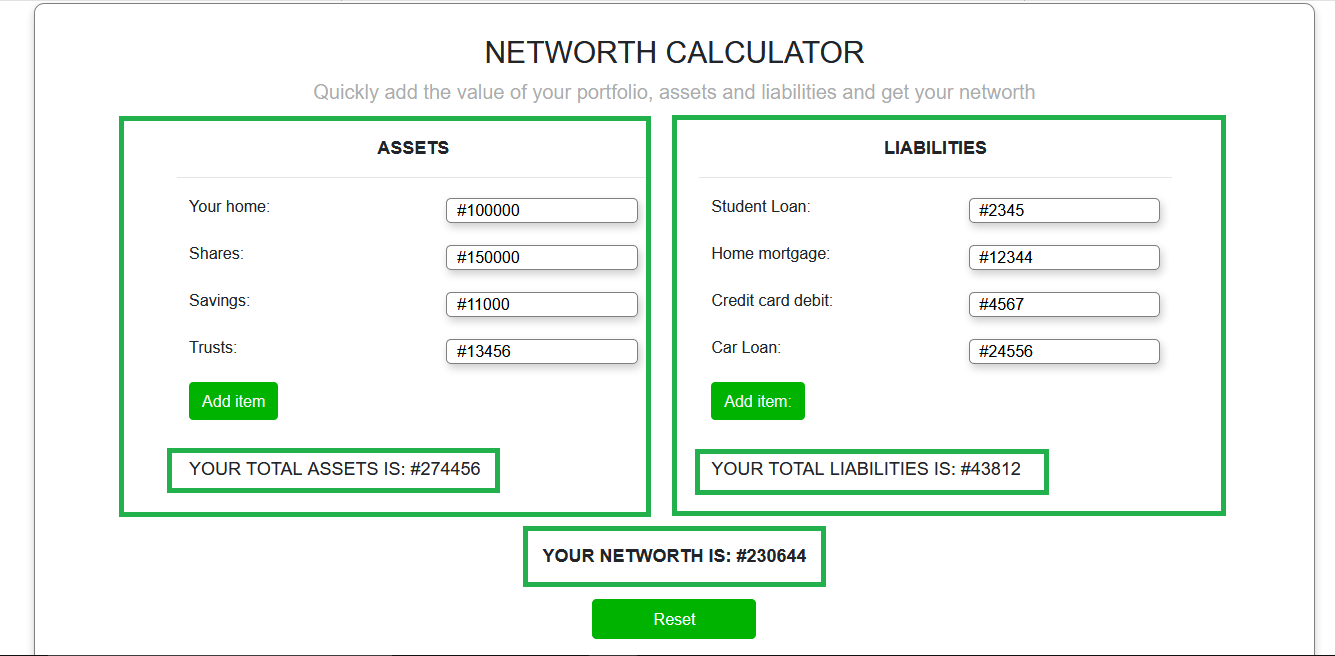 NETWORTH CALCULATOR
Quickly add the value of your portfolio, assets and liabilities and get your networth
ASSETS
Your home: #100000
Shares: #150000
Savings: #11000
Trusts: #13456
Add item
YOUR TOTAL ASSETS IS: #274456
LIABILITIES
Student Loan: #2345
Home mortgage: #12344
Credit card debit: #4567
Car Loan: #24556
Add item:
YOUR TOTAL LIABILITIES IS: #43812
YOUR NETWORTH IS: #230644
Reset